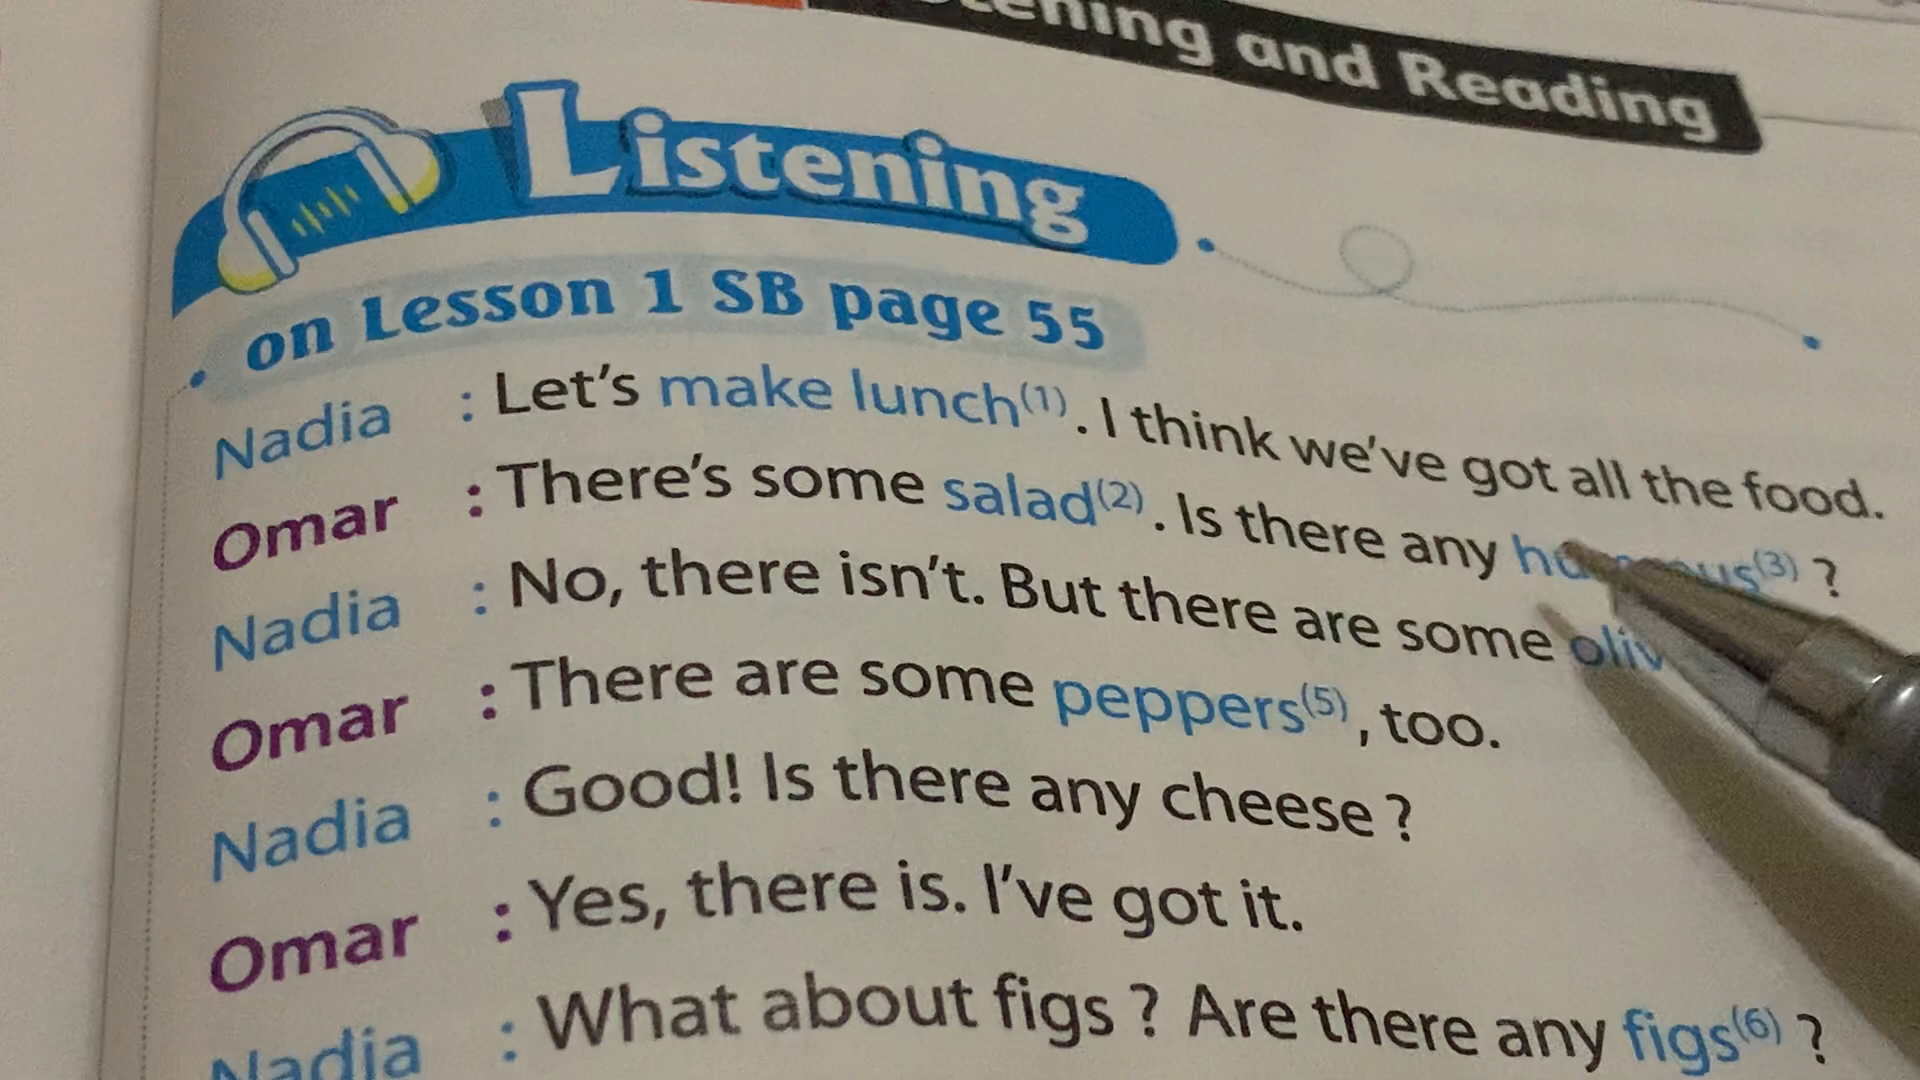 and Reading
Listening
on Lesson 1 SB page 55
Nadia : Let's make lunch(1). I think we've got all the food.
Omar : There's some salad(2). Is there any ?
Nadia : No, there isn't. But there are some
Omar : There are some peppers(5), too.
Nadia : Good! Is there any cheese ?
Omar : Yes, there is. I've got it.
Nadia : What about figs ? Are there any figs(6) ?